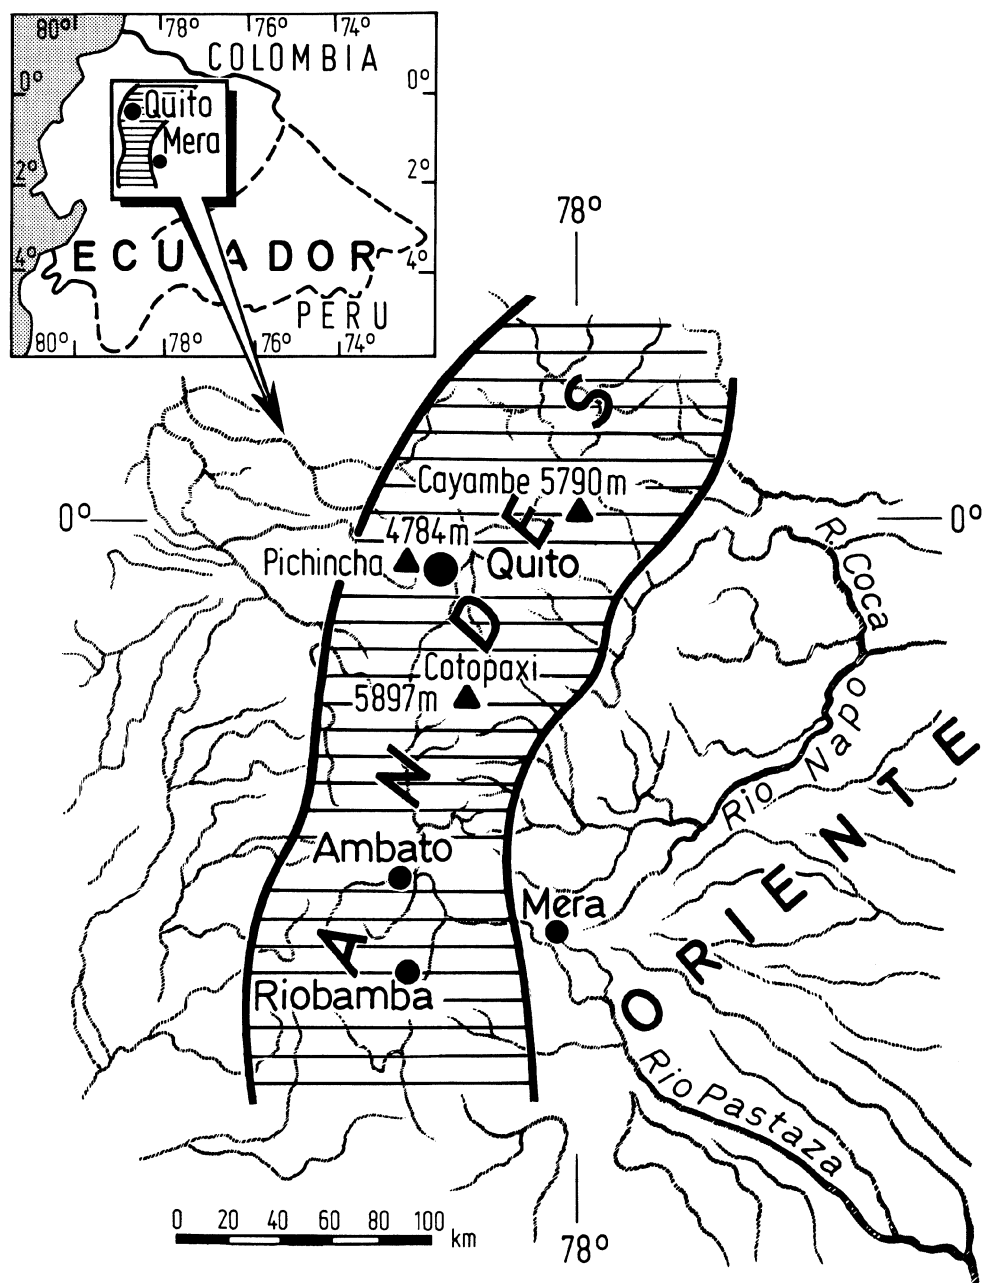 80° 78° 76° 74°
COLOMBIA
0° 0°
Quito
Mera
2° 2°
ECUADOR
4° 4°
PERU
80° 78° 76° 74°
78°
ANDES
Cayambe 5790m
0° 0°
4784m
Pichincha
Quito
R. Coca
Cotopaxi
5897m
Rio Napo
ORIENTE
Ambato
Mera
Riobamba
Rio Pastaza
0 20 40 60 80 100
km
78°